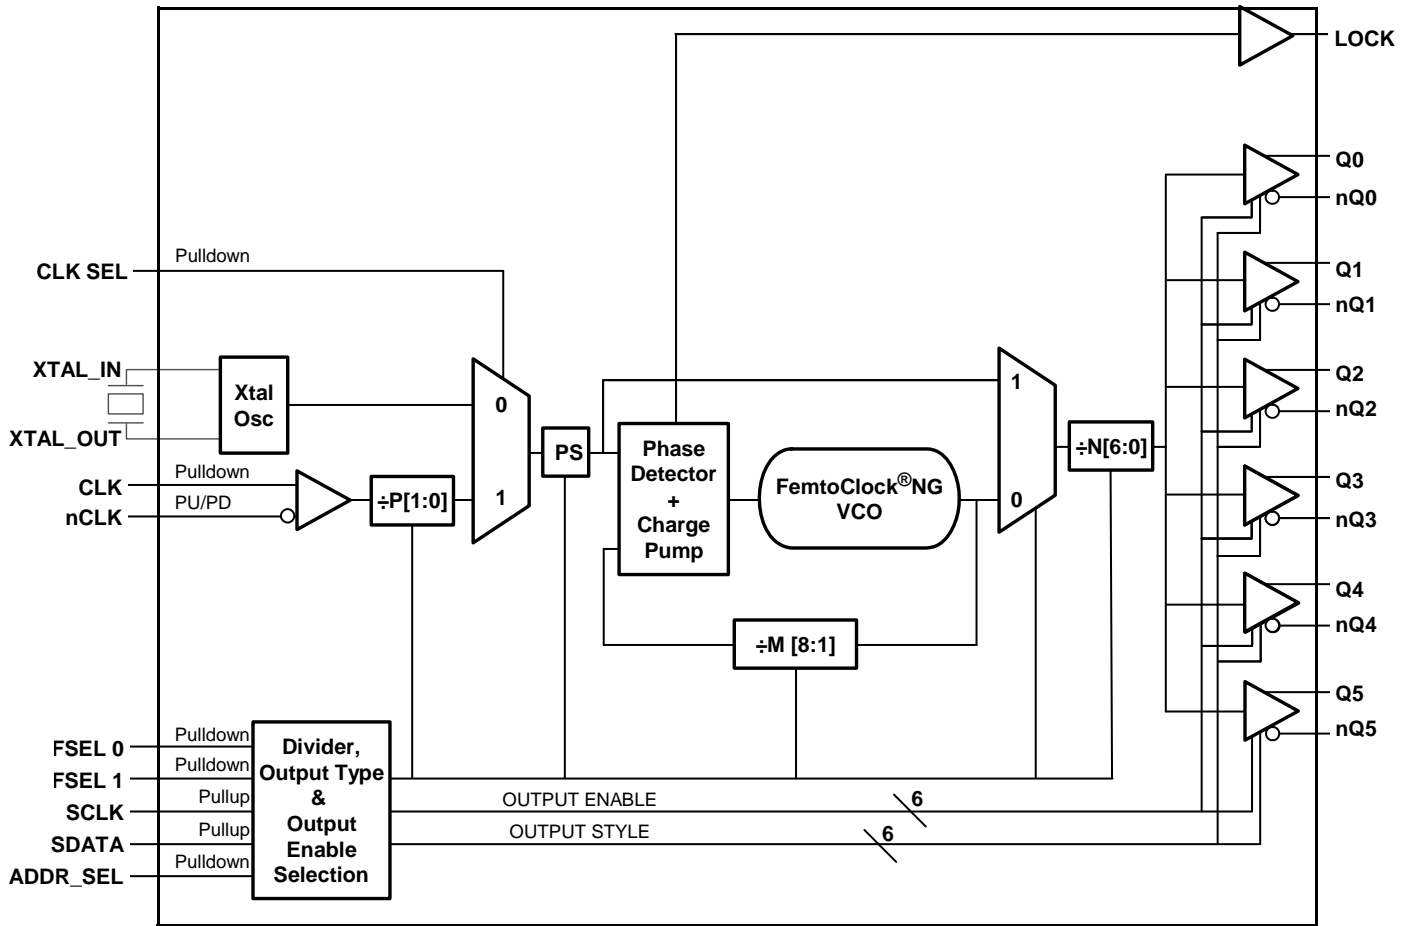 LOCK
Q0
nQ0
Q1
nQ1
Q2
nQ2
Q3
nQ3
Q4
nQ4
Q5
nQ5
CLK SEL
Pulldown
XTAL_IN
XTAL_OUT
Xtal
Osc
CLK
Pulldown
nCLK
PU/PD
÷P[1:0]
0
1
PS
Phase
Detector
+
Charge
Pump
FemtoClock®NG
VCO
÷M [8:1]
1
0
÷N[6:0]
FSEL 0
Pulldown
FSEL 1
Pulldown
SCLK
Pullup
SDATA
Pullup
ADDR_SEL
Pulldown
Divider,
Output Type
&
Output
Enable
Selection
OUTPUT ENABLE
6
OUTPUT STYLE
6